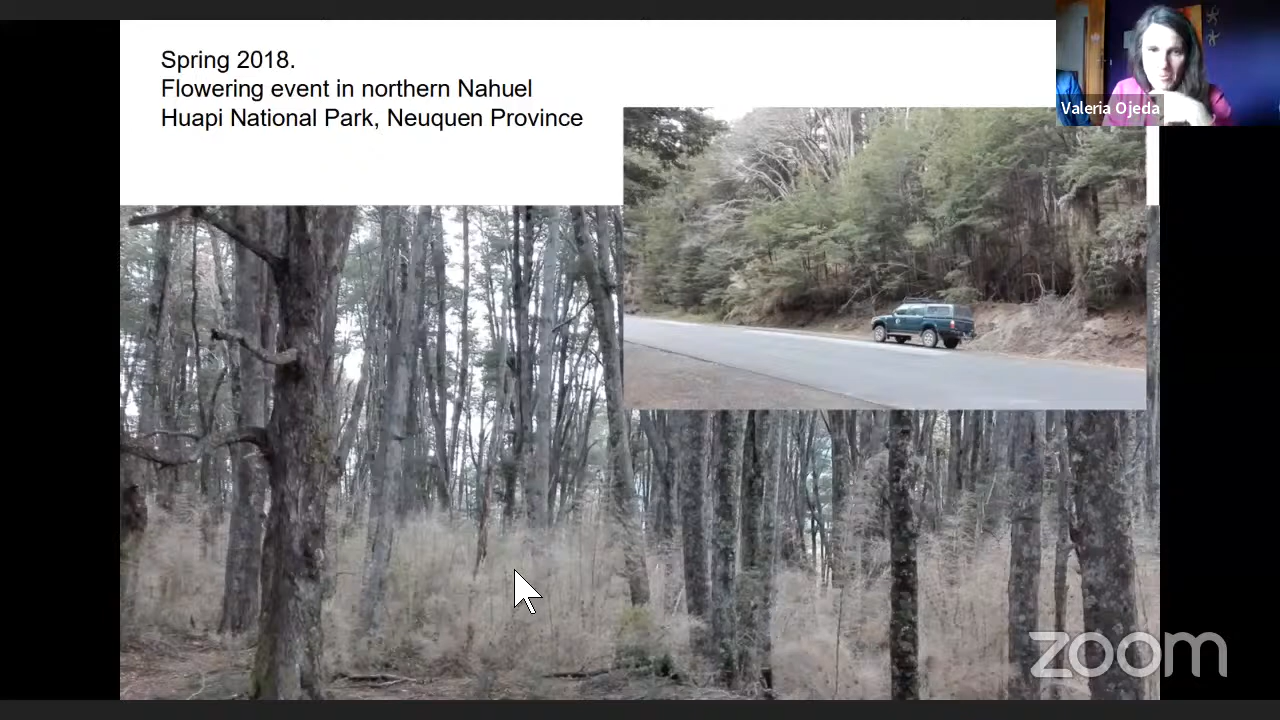 Spring 2018.
Flowering event in northern Nahuel
Huapi National Park, Neuquen Province
Valeria Ojeda
zoom